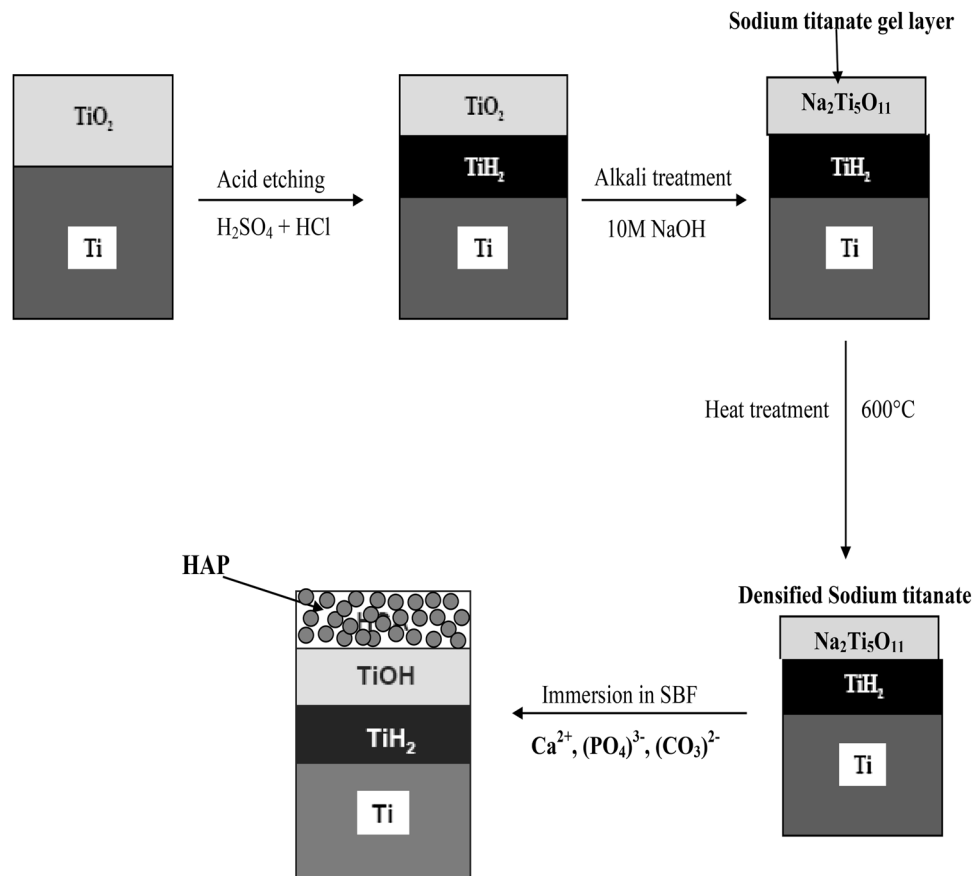 Sodium titanate gel layer
TiO₂
Ti
Acid etching
H₂SO₄ + HCl
TiO₂
TiH₂
Ti
Alkali treatment
10M NaOH
Na₂Ti₅O₁₁
TiH₂
Ti
Heat treatment
600°C
Densified Sodium titanate
Na₂Ti₅O₁₁
TiH₂
Ti
Immersion in SBF
Ca²⁺, (PO₄)³⁻, (CO₃)²⁻
HAP
TiOH
TiH₂
Ti